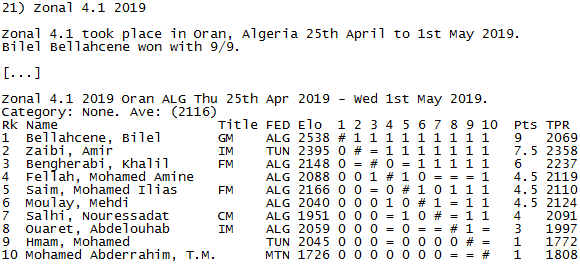 21) Zonal 4.1 2019
Zonal 4.1 took place in Oran, Algeria 25th April to 1st May 2019.
Bilel Bellahcene won with 9/9.
[...]
Zonal 4.1 2019 Oran ALG Thu 25th Apr 2019 - Wed 1st May 2019.
Category: None. Ave: (2116)
Rk Name Title FED Elo 1 2 3 4 5 6 7 8 9 10 Pts TPR
1 Bellahcene, Bilel GM ALG 2538 # 1 1 1 1 1 1 1 1 1 9 2069
2 Zaibi, Amir IM TUN 2395 0 # = 1 1 1 1 1 1 1 7.5 2358
3 Bengherabi, Khalil FM ALG 2148 0 = # 0 = 1 1 1 1 1 6 2237
4 Fellah, Mohamed Amine ALG 2088 0 0 1 # 1 0 = = = 1 4.5 2119
5 Saim, Mohamed Ilias FM ALG 2166 0 0 = 0 # 1 0 1 1 1 4.5 2110
6 Moulay, Mehdi ALG 2040 0 0 0 1 0 # 1 = 1 1 4.5 2124
7 Salhi, Nouressadat CM ALG 1951 0 0 0 = 1 0 # = 1 1 4 2091
8 Ouaret, Abdelouhab IM ALG 2059 0 0 0 = 0 = = # 1 = 3 1997
9 Hmam, Mohamed TUN 2045 0 0 0 = 0 0 0 0 # = 1 1772
10 Mohamed Abderrahim, T.M. MTN 1726 0 0 0 0 0 0 0 = = # 1 1808